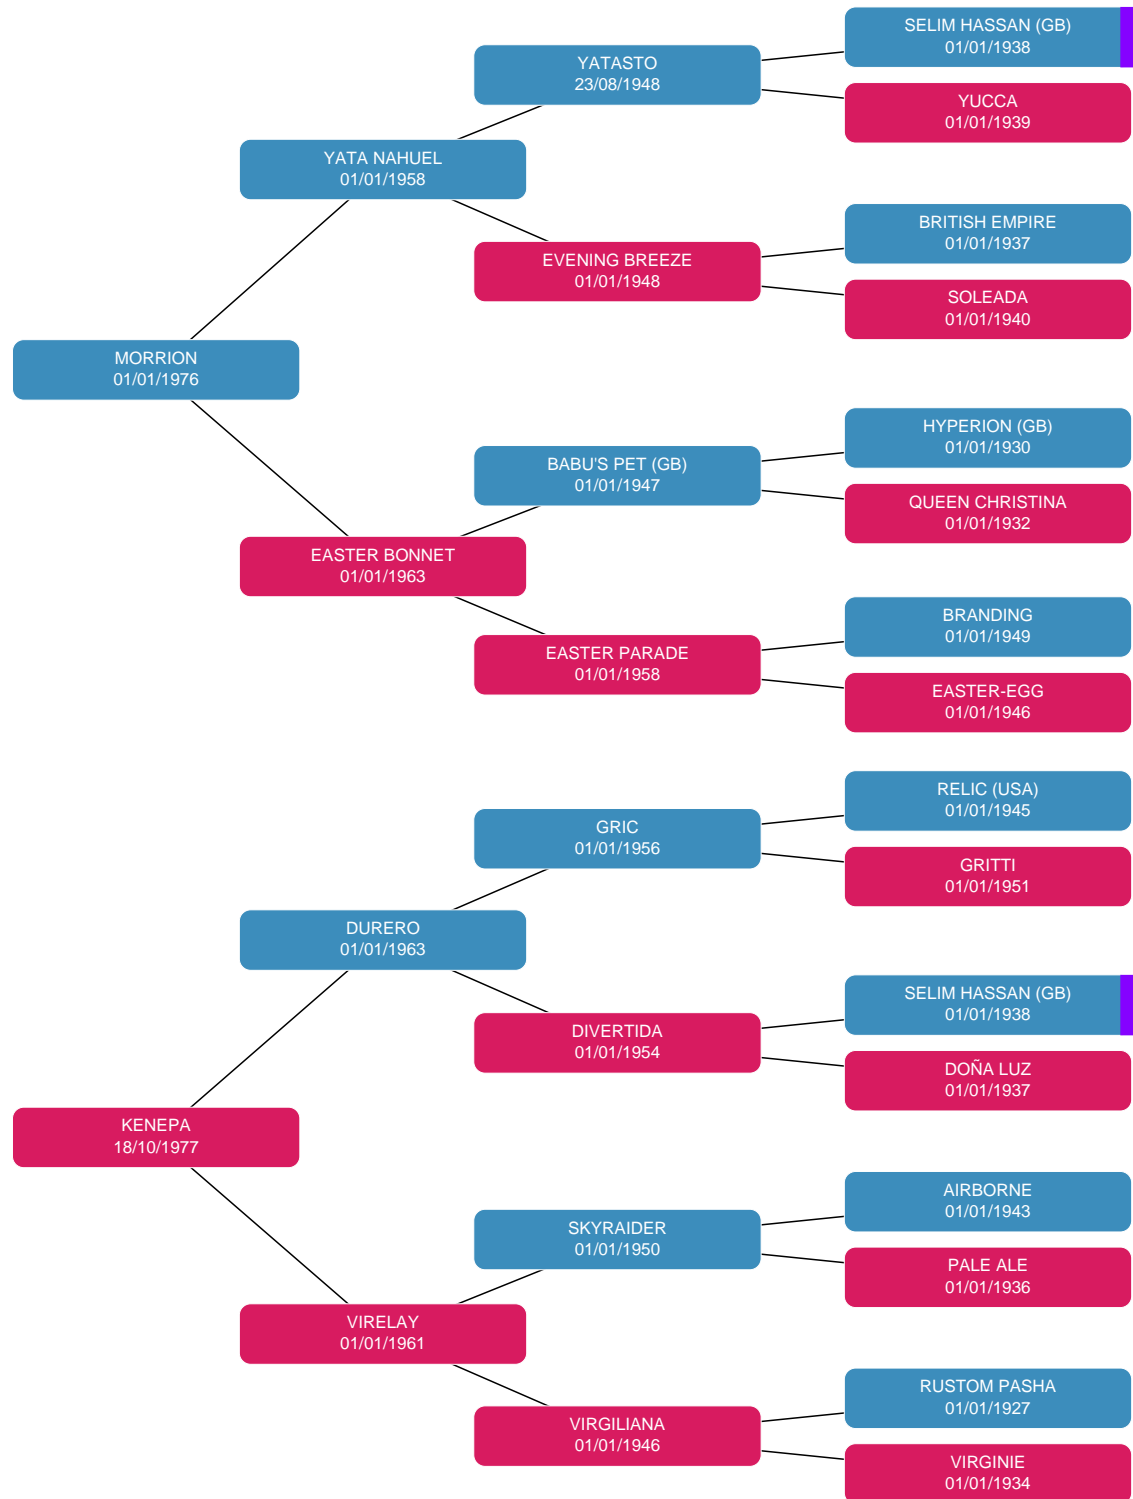 SELIM HASSAN (GB)
01/01/1938
YATASTO
23/08/1948
YUCCA
01/01/1939
YATA NAHUEL
01/01/1958
BRITISH EMPIRE
01/01/1937
EVENING BREEZE
01/01/1948
SOLEADA
01/01/1940
MORRION
01/01/1976
HYPERION (GB)
01/01/1930
BABU'S PET (GB)
01/01/1947
QUEEN CHRISTINA
01/01/1932
EASTER BONNET
01/01/1963
BRANDING
01/01/1949
EASTER PARADE
01/01/1958
EASTER-EGG
01/01/1946
RELIC (USA)
01/01/1945
GRIC
01/01/1956
GRITTI
01/01/1951
DURERO
01/01/1963
SELIM HASSAN (GB)
01/01/1938
DIVERTIDA
01/01/1954
DOÑA LUZ
01/01/1937
KENEPA
18/10/1977
AIRBORNE
01/01/1943
SKYRAIDER
01/01/1950
PALE ALE
01/01/1936
VIRELAY
01/01/1961
RUSTOM PASHA
01/01/1927
VIRGILIANA
01/01/1946
VIRGINIE
01/01/1934